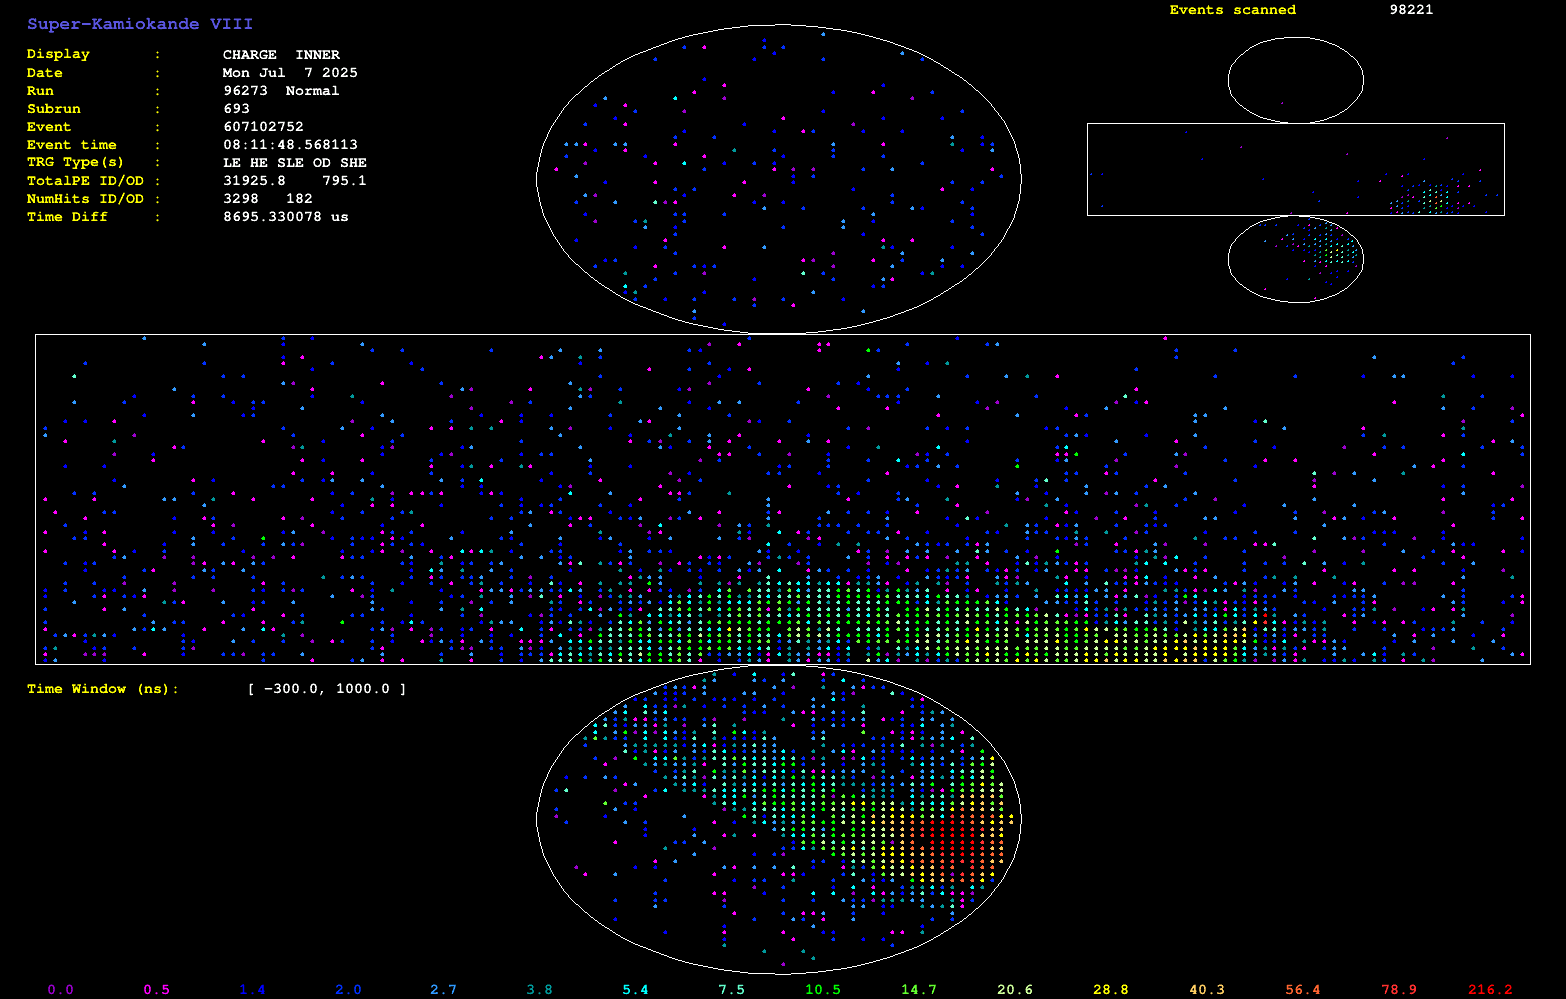 Super-Kamiokande VIII
Events scanned 98221
Display : CHARGE INNER
Date : Mon Jul 7 2025
Run : 96273 Normal
Subrun : 693
Event : 607102752
Event time : 08:11:48.568113
TRG Type(s) : LE HE SLE OD SHE
TotalPE ID/OD : 31925.8 795.1
NumHits ID/OD : 3298 182
Time Diff : 8695.330078 us
Time Window (ns): [ -300.0, 1000.0 ]
0.0 0.5 1.4 2.0 2.7 3.8 5.4 7.5 10.5 14.7 20.6 28.8 40.3 56.4 78.9 216.2